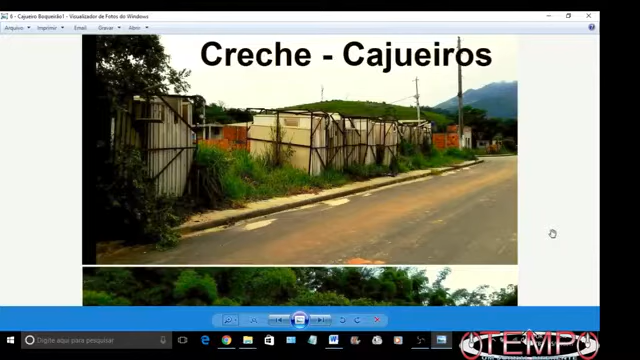 6 - Cajueiro Boqueirão1 - Visualizador de Fotos do Windows
Arquivo Imprimir Email Gravar Abrir
Creche - Cajueiros
Digite aqui para pesquisar
OTEMPO